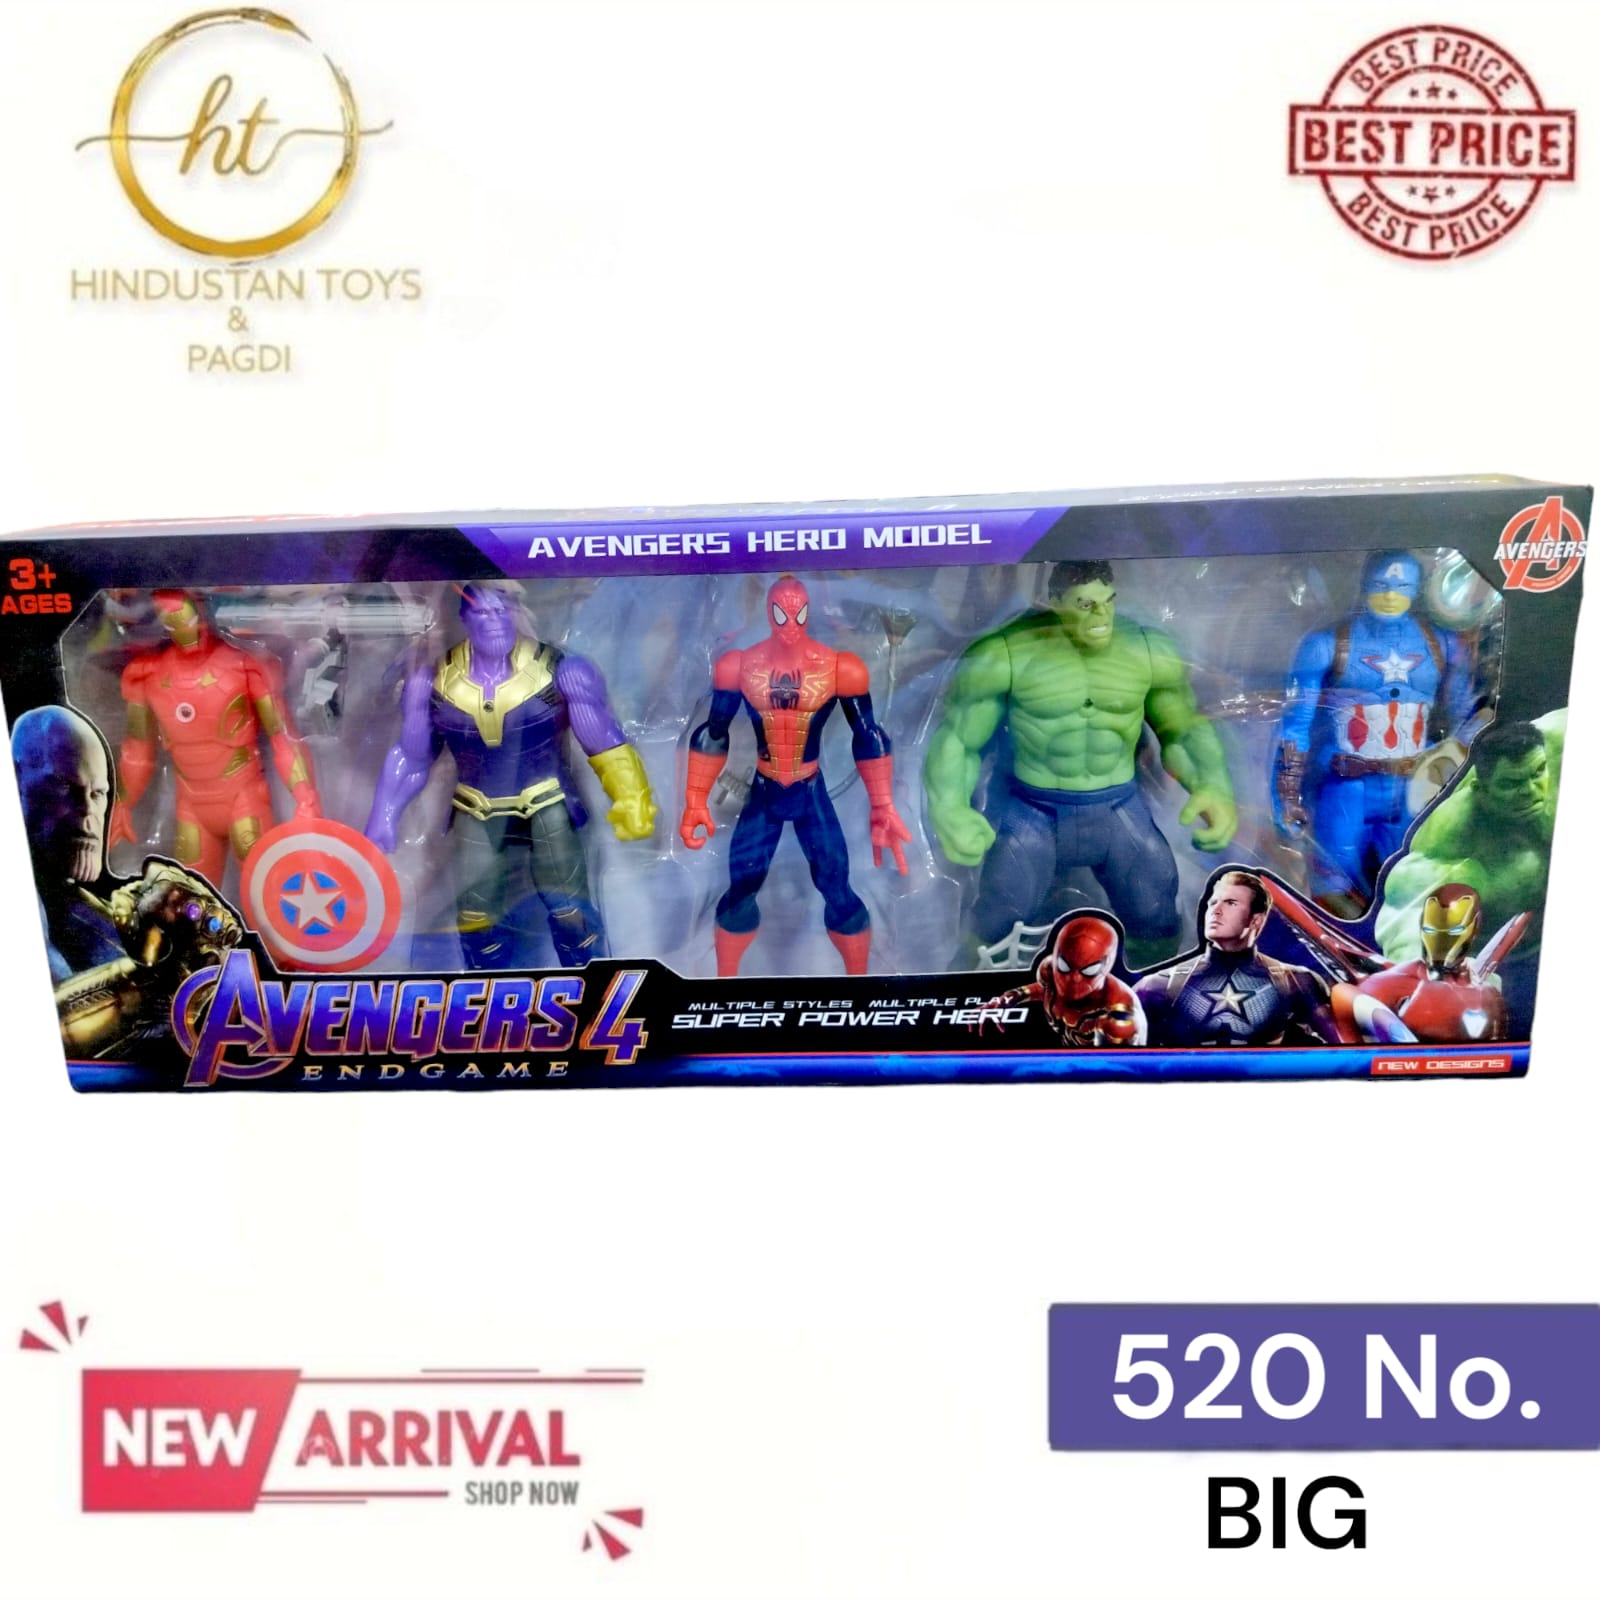 ht
HINDUSTAN TOYS
&
PAGDI
BEST PRICE
BEST PRICE
BEST PRICE
AVENGERS HERO MODEL
3+
AGES
AVENGERS
A
AVENGERS 4
ENDGAME
MULTIPLE STYLES MULTIPLE PLAY
SUPER POWER HERO
NEW DESIGNS
NEW ARRIVAL
SHOP NOW
520 No.
BIG